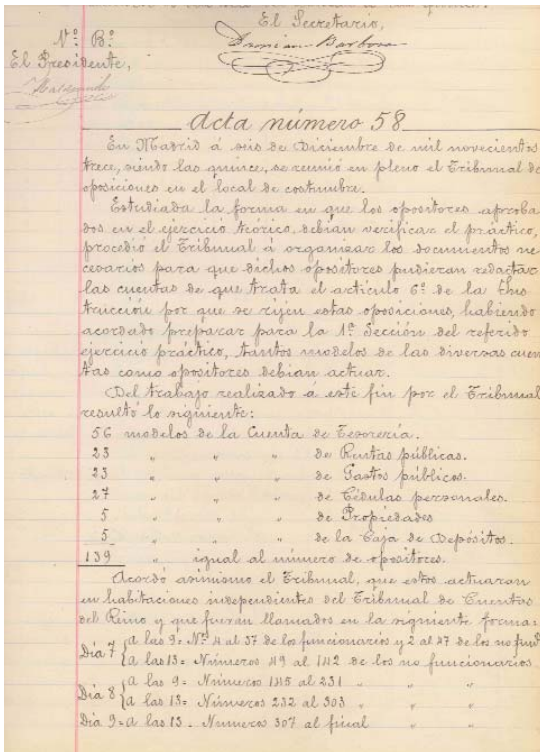 El Secretario,
Vº Bº
Damian Barbosa
El Presidente,
Maldonado
Acta número 58
En Madrid á seis de Diciembre de mil novecientos
trece, siendo las quince, se reunió en pleno el Tribunal de
oposiciones en el local de costumbre.
Estudiada la forma en que los opositores aproba
dos en el ejercicio teórico, debían verificar el práctico,
procedió el Tribunal á organizar los documentos ne
cesarios para que dichos opositores pudieran redactar
las cuentas de que trata el artículo 6º de la Ins
trucción por que se rijen estas oposiciones, habiendo
acordado preparar para la 1ª Sección del referido
ejercicio práctico, tantos modelos de las diversas cuen
tas como opositores debían actuar.
Del trabajo realizado á este fin por el Tribunal
resultó lo siguiente:
56 modelos de la Cuenta de Tesorería.
23 " " " de Rentas públicas.
23 " " " de Gastos públicos.
27 " " " de Cédulas personales.
5 " " " de Propiedades
5 " " " de la Caja de Depósitos.
139 " igual al número de opositores.
Acordó asimismo el Tribunal, que estos actuaran
en habitaciones independientes del Tribunal de Cuentas
del Reino y que fueran llamados en la siguiente forma:
Día 7 { á las 9= Nº 4 al 37 de los funcionarios y 2 al 47 de los no funcs
á las 13= Números 49 al 142 de los no funcionarios
Día 8 { á las 9= Números 145 al 231 " "
á las 13= Números 232 al 303 " "
Día 9= á las 13. Numeros 307 al final " "